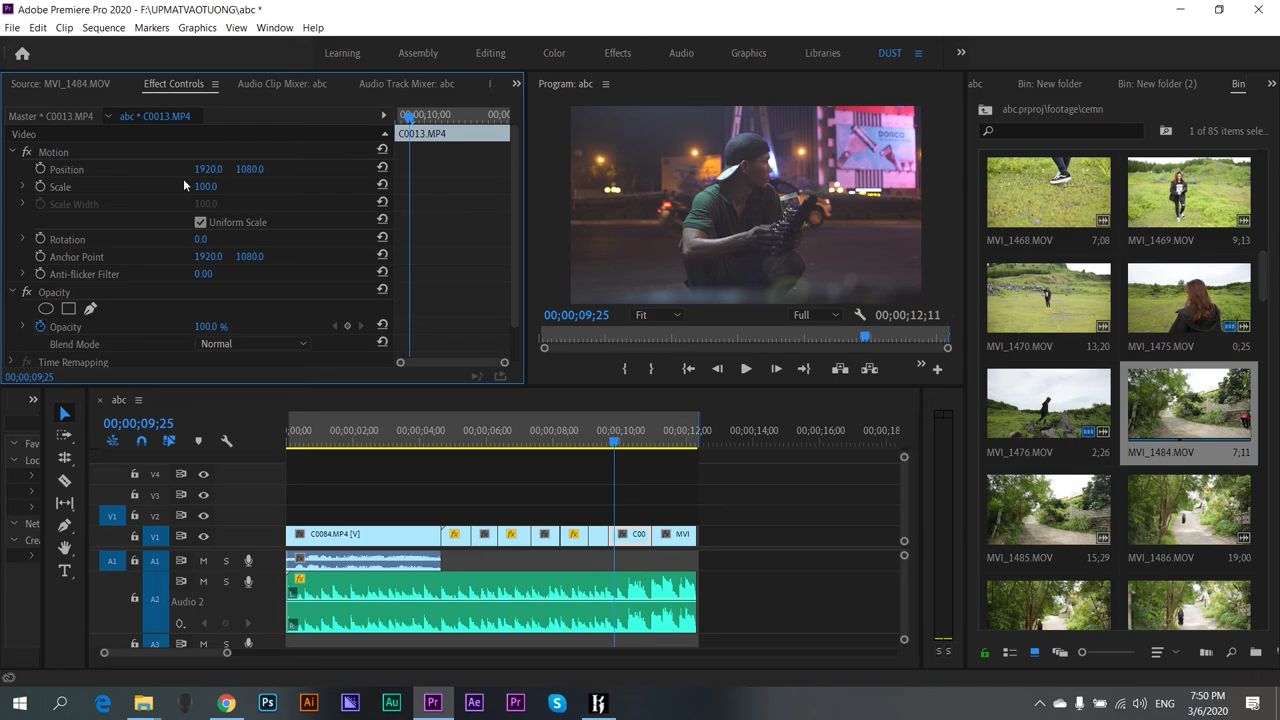 Adobe Premiere Pro 2020 - F:\UPMATVAOTUONG\abc *
File Edit Clip Sequence Markers Graphics View Window Help
Learning Assembly Editing Color Effects Audio Graphics Libraries DUST
Source: MVI_1484.MOV Effect Controls Audio Clip Mixer: abc Audio Track Mixer: abc
Master * C0013.MP4 abc * C0013.MP4
00;00;10;00
Video C0013.MP4
Motion
Position 1920.0 1080.0
Scale 100.0
Scale Width 100.0
Uniform Scale
Rotation 0.0
Anchor Point 1920.0 1080.0
Anti-flicker Filter 0.00
Opacity
Opacity 100.0 %
Blend Mode Normal
Time Remapping
00;00;09;25
Program: abc
DONCO
00;00;09;25 Fit Full 00;00;12;11
abc Bin: New folder Bin: New folder (2) Bin
abc.prproj\footage\cemn
1 of 85 items sele...
MVI_1468.MOV 7;08 MVI_1469.MOV 9;13
MVI_1470.MOV 13;20 MVI_1475.MOV 0;25
MVI_1476.MOV 2;26 MVI_1484.MOV 7;11
MVI_1485.MOV 15;29 MVI_1486.MOV 19;00
abc
00;00;09;25
;00;00 00;00;02;00 00;00;04;00 00;00;06;00 00;00;08;00 00;00;10;00 00;00;12;00 00;00;14;00 00;00;16;00 00;00;18
Fav
Loc
Net
Crea
V4
V3
V1 V2
V1 C0084.MP4 [V] C00 MVI
A1 A1 M S
A2 M S
Audio 2
L
R
A3 M S
S S
Ps Ai Au Pr Ae Pr
ENG
7:50 PM
3/6/2020